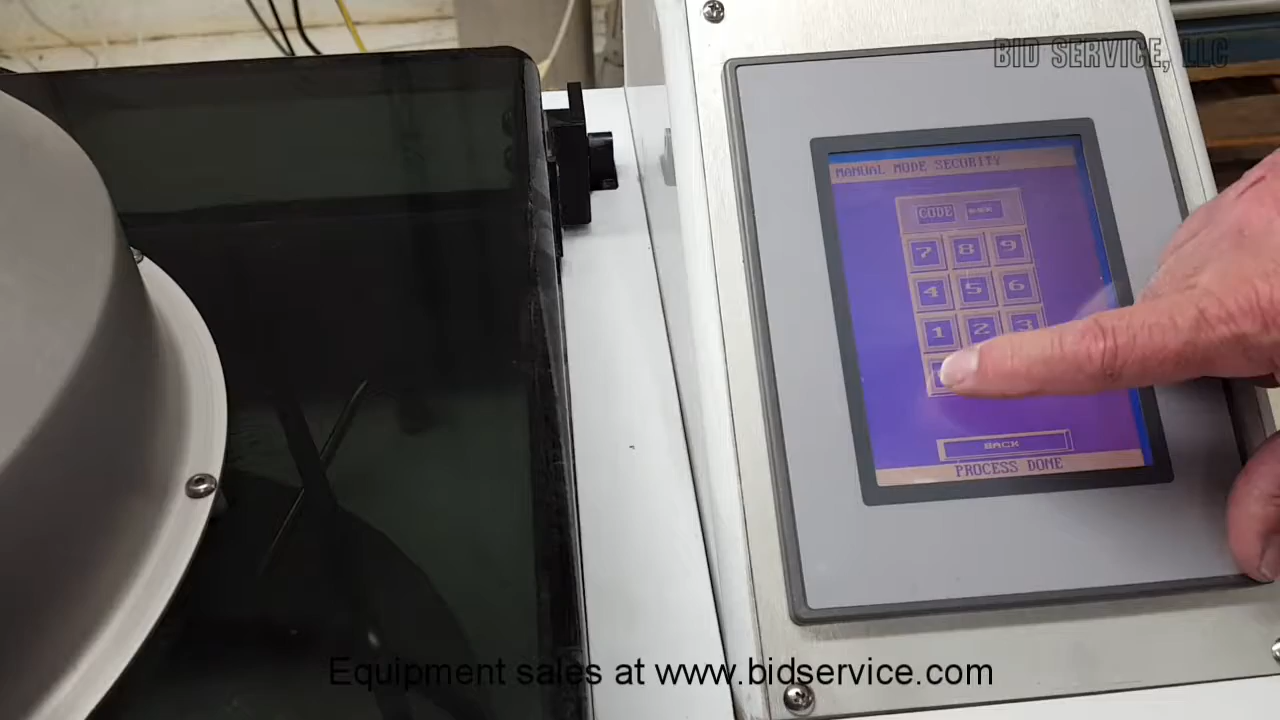 BID SERVICE, LLC
MANUAL MODE SECURITY
CODE
7 8 9
4 5 6
1 2 3
BACK
PROCESS DOME
Equipment sales at www.bidservice.com